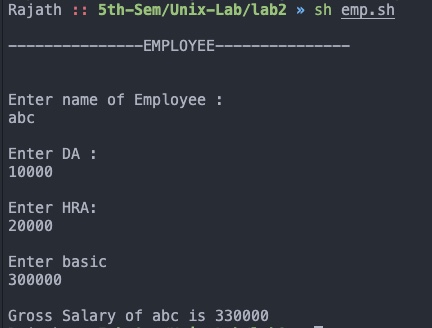 Rajath :: 5th-Sem/Unix-Lab/lab2 » sh emp.sh
---------------EMPLOYEE---------------
Enter name of Employee :
abc
Enter DA :
10000
Enter HRA:
20000
Enter basic
300000
Gross Salary of abc is 330000